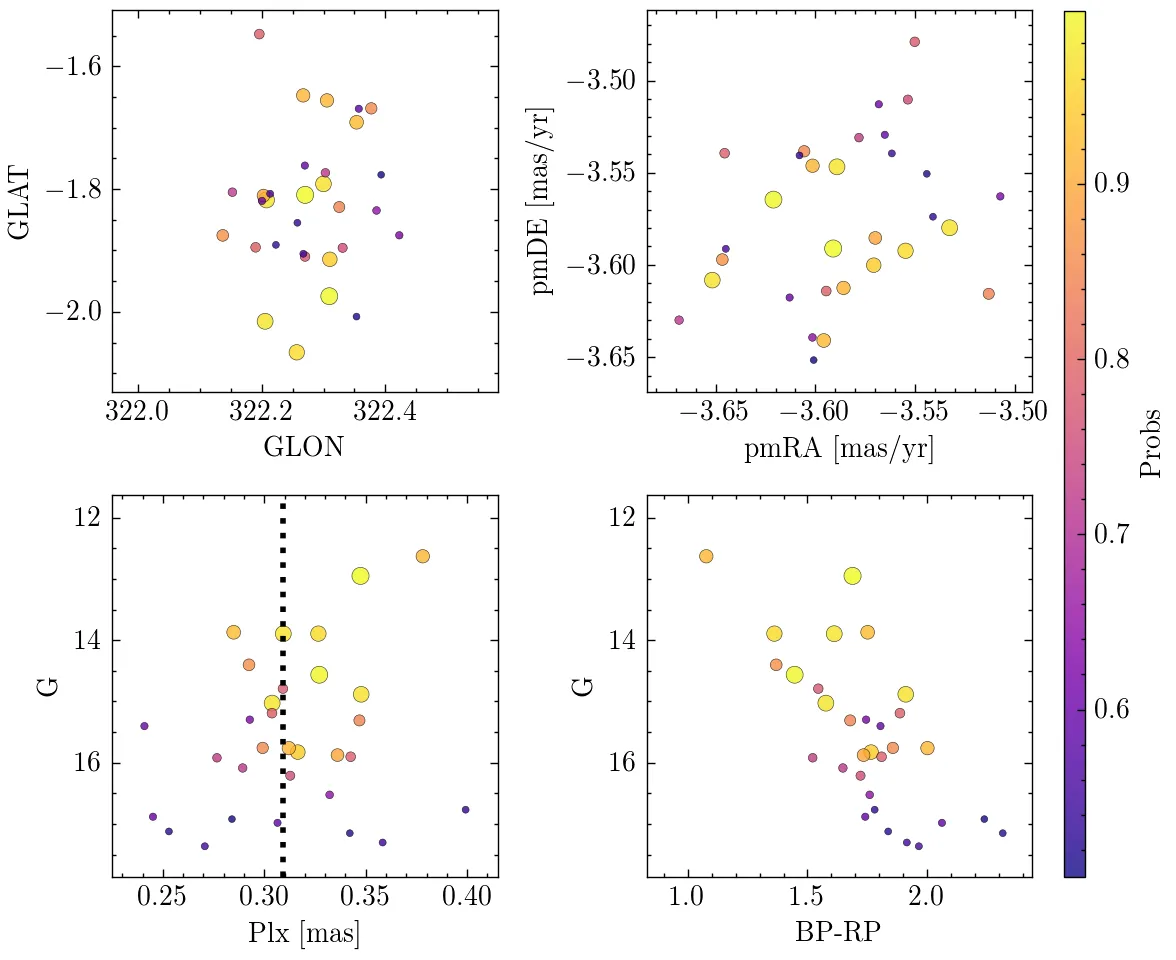 −1.6
−1.8
−2.0
GLAT
322.0 322.2 322.4
GLON
−3.50
−3.55
−3.60
−3.65
pmDE [mas/yr]
−3.65 −3.60 −3.55 −3.50
pmRA [mas/yr]
0.9
0.8
0.7
0.6
Probs
12
14
16
G
0.25 0.30 0.35 0.40
Plx [mas]
12
14
16
G
1.0 1.5 2.0
BP-RP